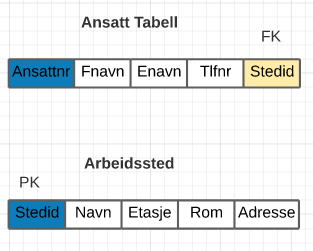 Ansatt Tabell
FK
Ansattnr Fnavn Enavn Tlfnr Stedid
Arbeidssted
PK
Stedid Navn Etasje Rom Adresse